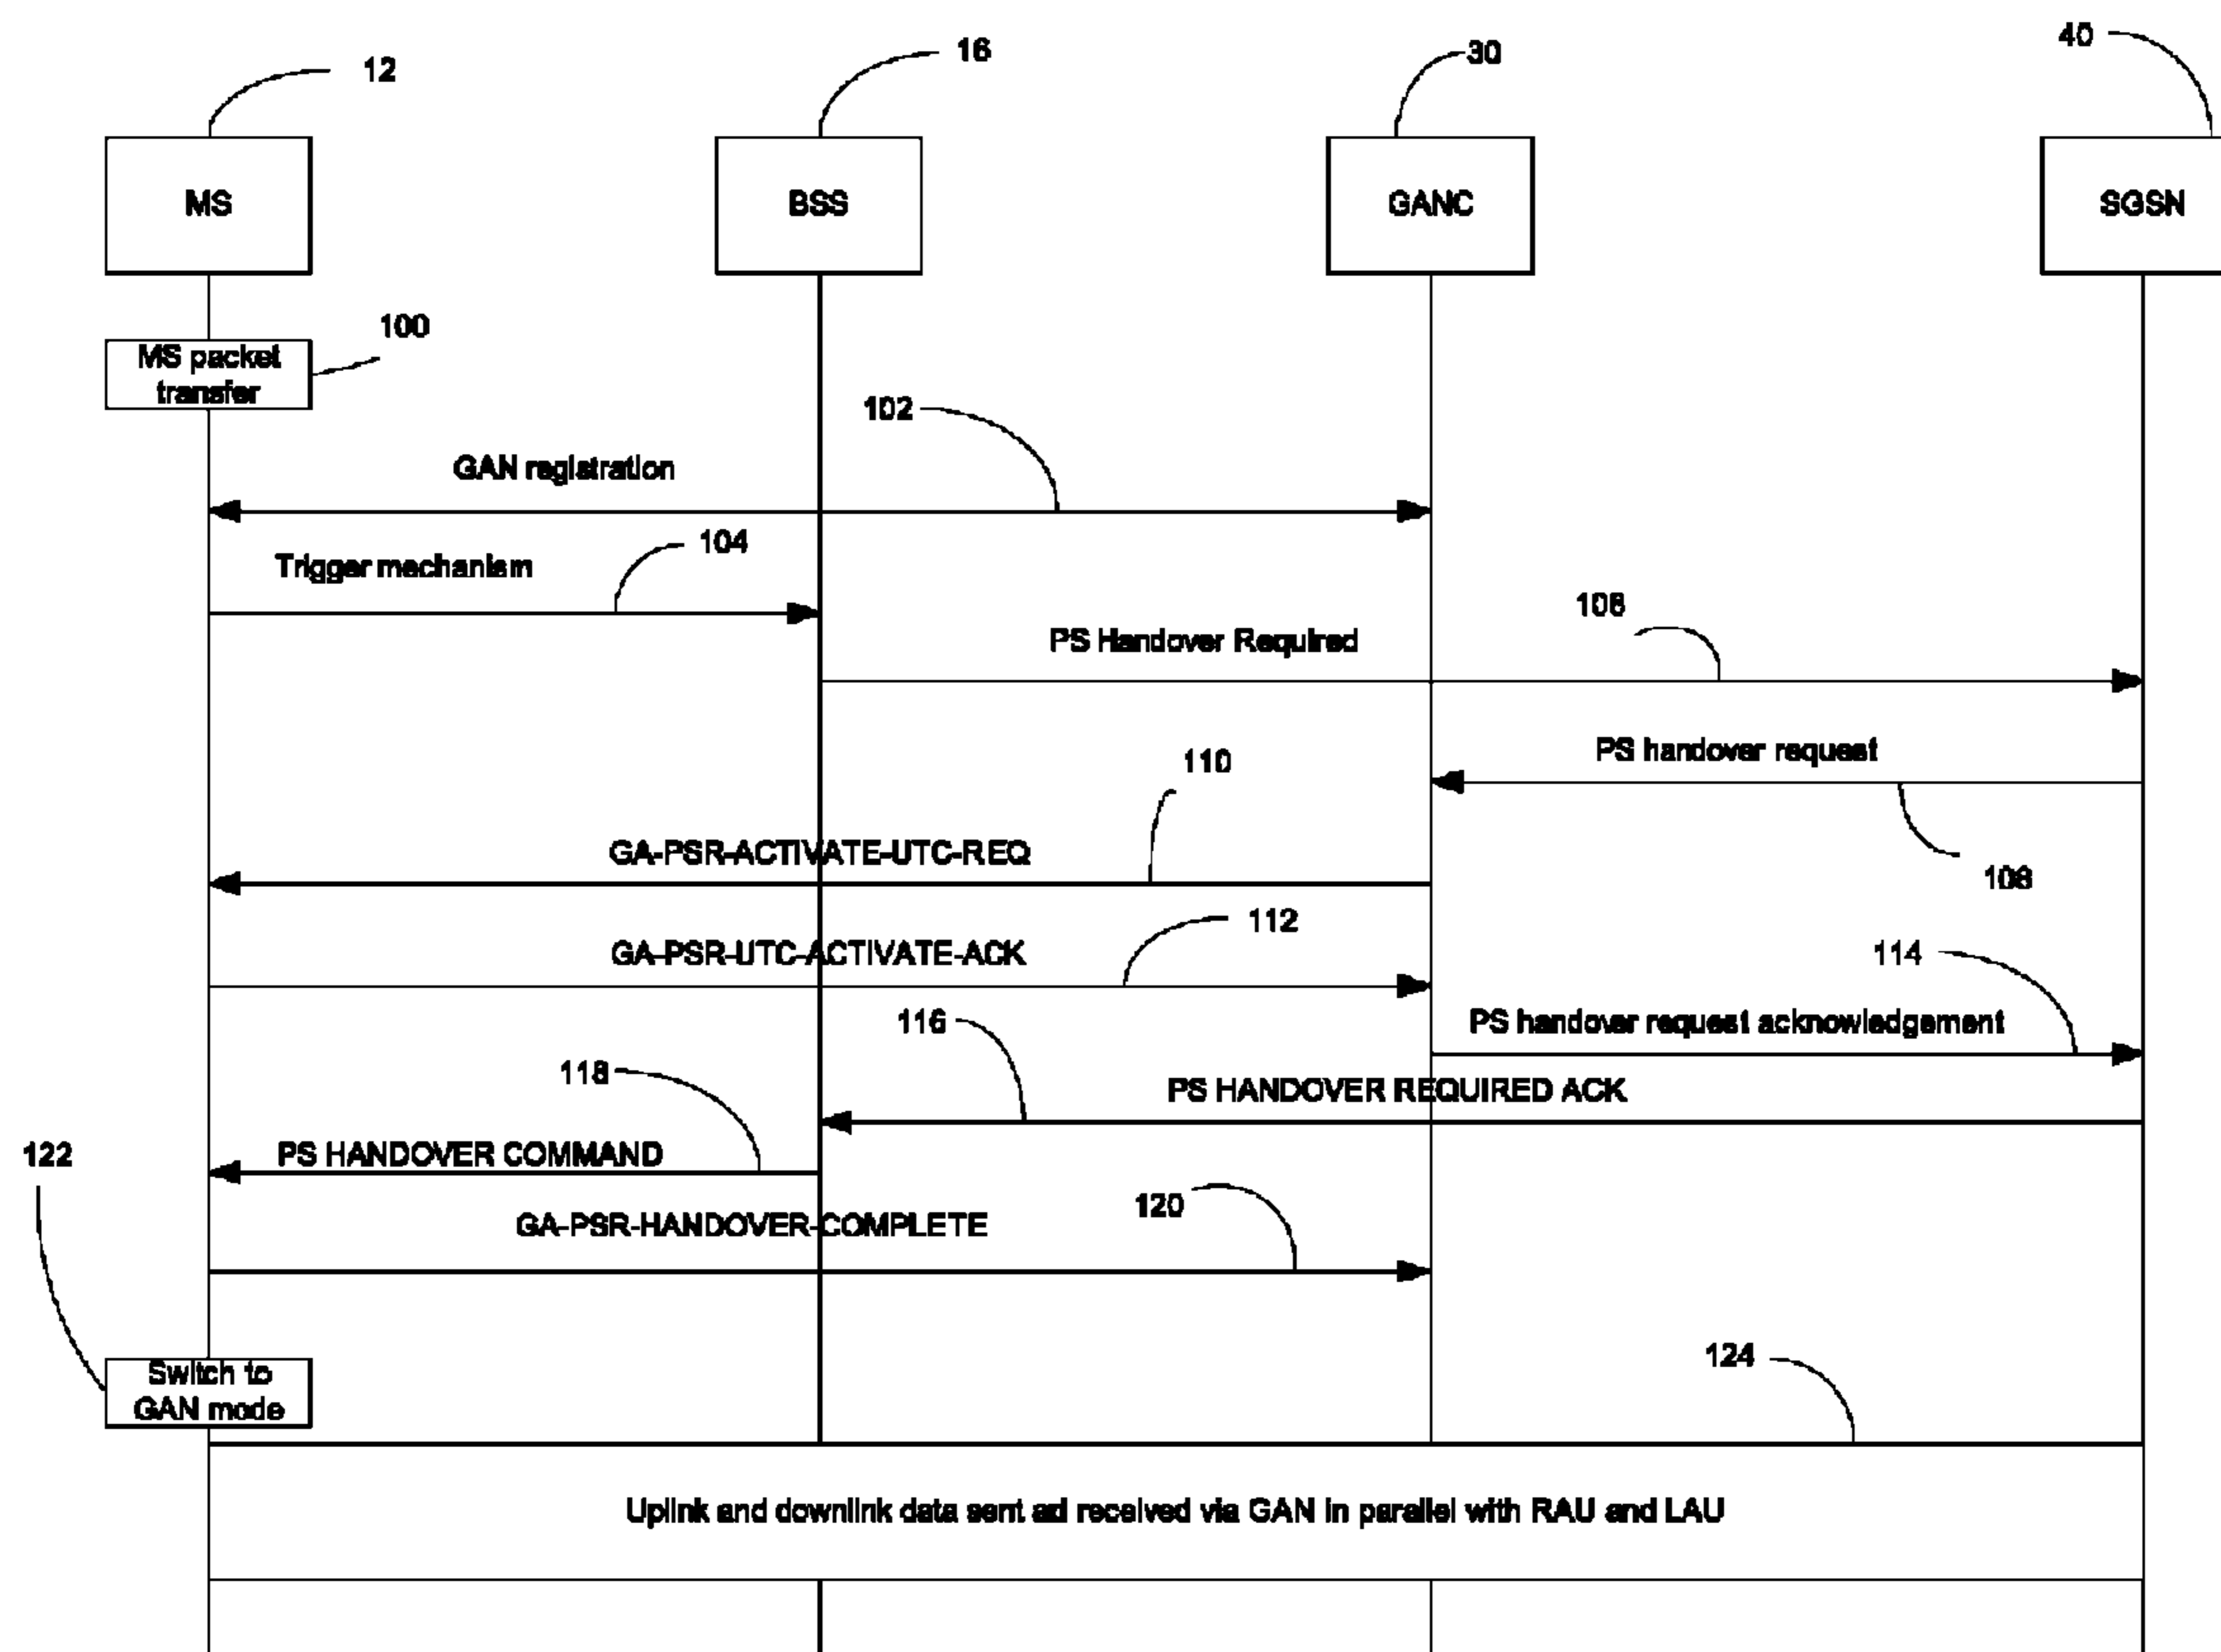 12
16
30
40
MS
BSS
GANC
SGSN
100
MS packet
transfer
102
GAN registration
104
Trigger mechanism
106
PS Handover Required
PS handover request
110
GA-PSR-ACTIVATE-UTC-REQ
108
112
GA-PSR-UTC-ACTIVATE-ACK
114
116
PS handover request acknowledgement
118
PS HANDOVER REQUIRED ACK
122
PS HANDOVER COMMAND
120
GA-PSR-HANDOVER-COMPLETE
124
Switch to
GAN mode
Uplink and downlink data sent ad received via GAN in parallel with RAU and LAU